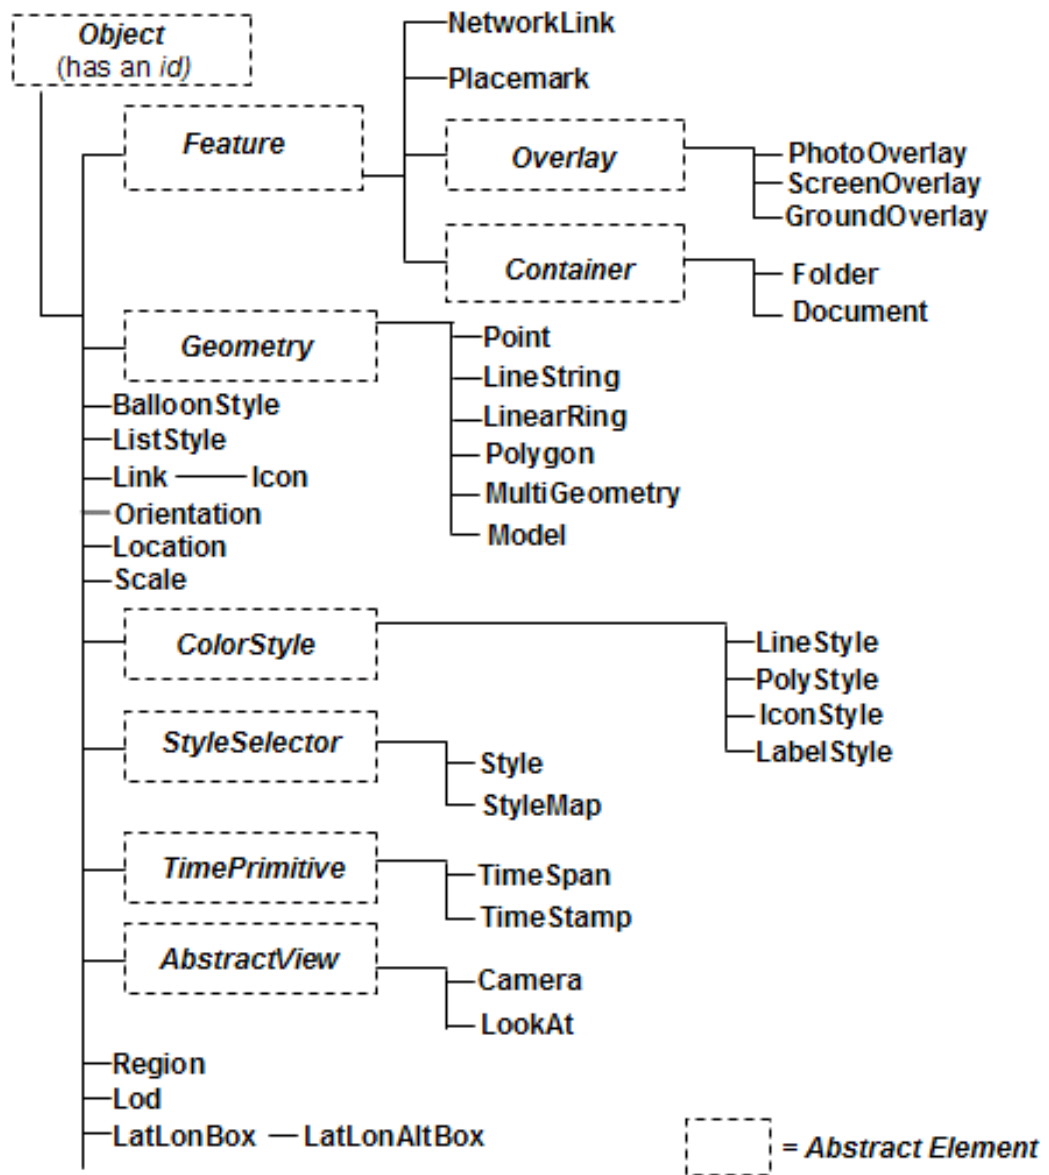 Object
(has an id)
NetworkLink
Placemark
Feature
Overlay
PhotoOverlay
ScreenOverlay
GroundOverlay
Container
Folder
Document
Geometry
Point
LineString
LinearRing
Polygon
MultiGeometry
Model
BalloonStyle
ListStyle
Link Icon
Orientation
Location
Scale
ColorStyle
LineStyle
PolyStyle
IconStyle
LabelStyle
StyleSelector
Style
StyleMap
TimePrimitive
TimeSpan
TimeStamp
AbstractView
Camera
LookAt
Region
Lod
LatLonBox LatLonAltBox
= Abstract Element